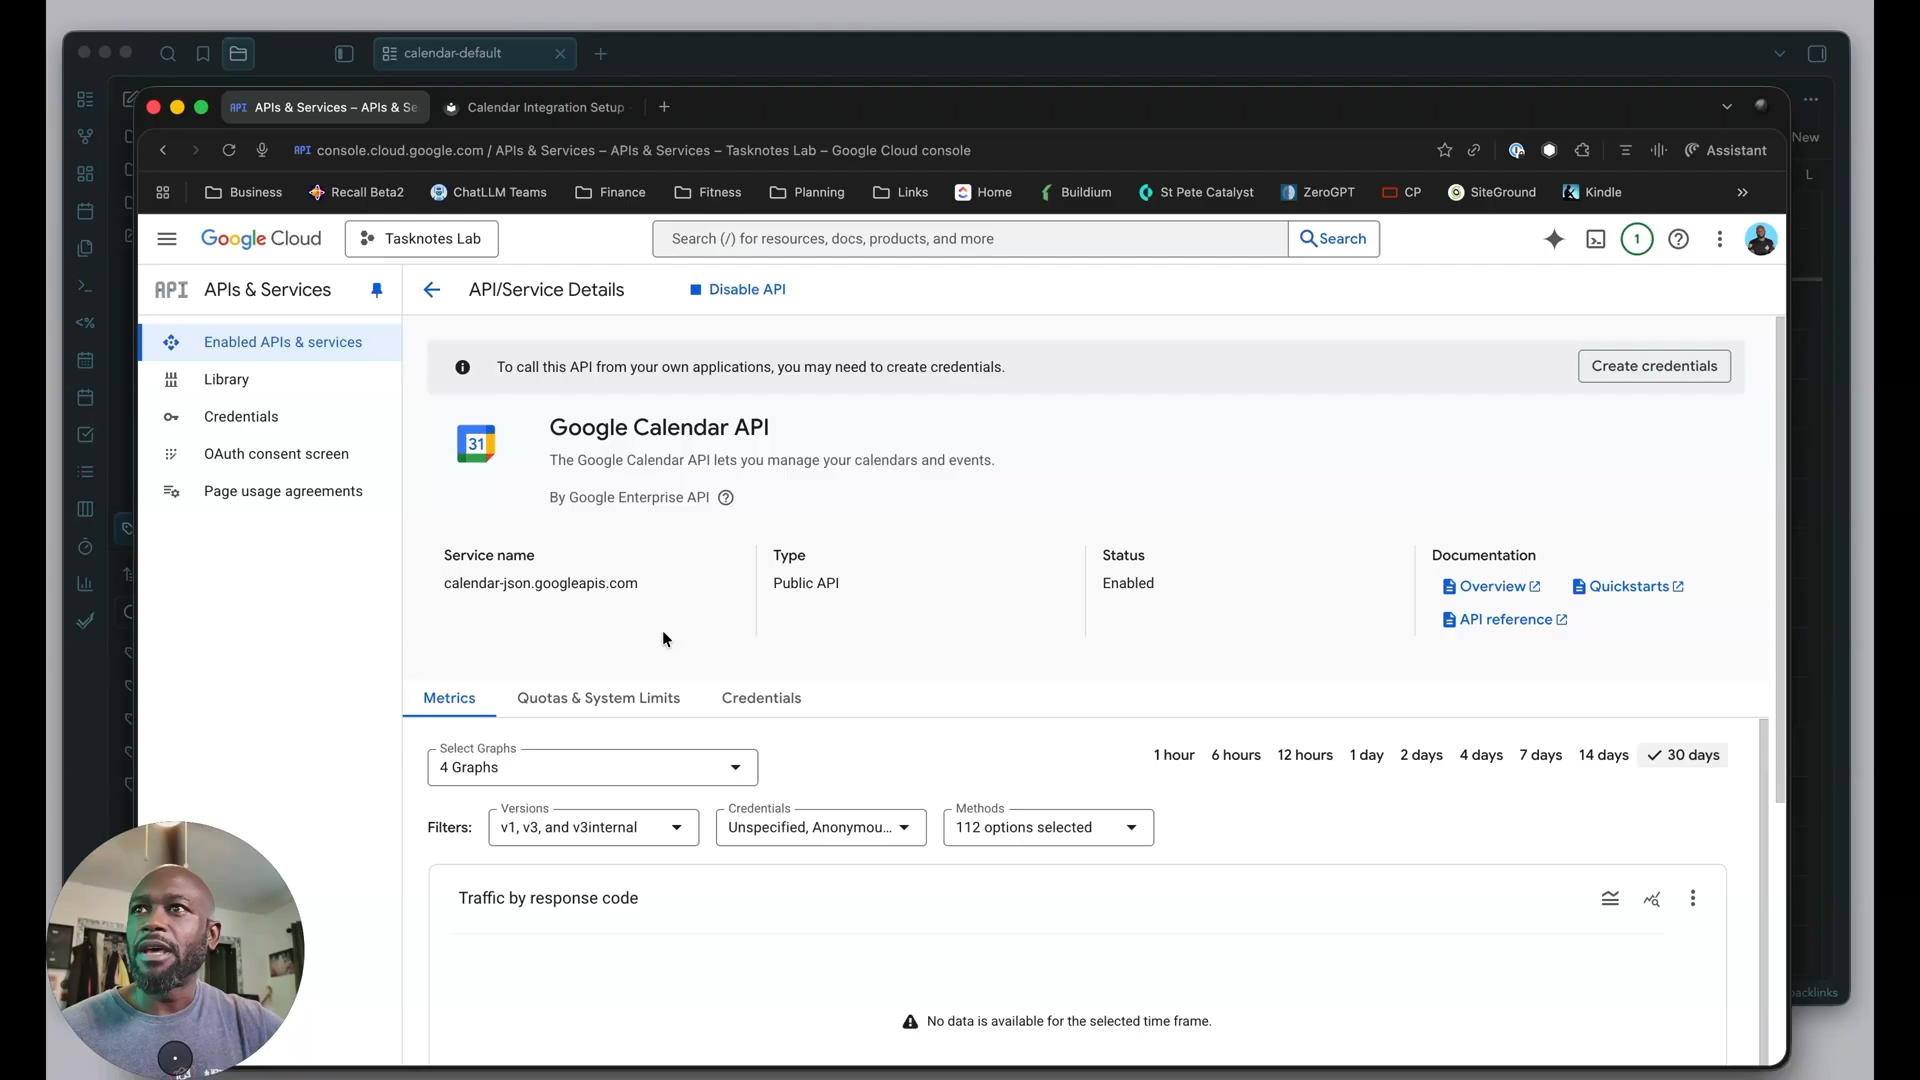 calendar-default
New
L
API APIs & Services – APIs & Se
Calendar Integration Setup
API console.cloud.google.com / APIs & Services – APIs & Services – Tasknotes Lab – Google Cloud console
Assistant
Business
Recall Beta2
ChatLLM Teams
Finance
Fitness
Planning
Links
Home
Buildium
St Pete Catalyst
ZeroGPT
CP
SiteGround
Kindle
Google Cloud
Tasknotes Lab
Search (/) for resources, docs, products, and more
Search
1
API APIs & Services
API/Service Details
Disable API
Enabled APIs & services
Library
Credentials
OAuth consent screen
Page usage agreements
To call this API from your own applications, you may need to create credentials.
Create credentials
31
Google Calendar API
The Google Calendar API lets you manage your calendars and events.
By Google Enterprise API
Service name
calendar-json.googleapis.com
Type
Public API
Status
Enabled
Documentation
Overview
Quickstarts
API reference
Metrics
Quotas & System Limits
Credentials
Select Graphs
4 Graphs
1 hour
6 hours
12 hours
1 day
2 days
4 days
7 days
14 days
30 days
Filters:
Versions
v1, v3, and v3internal
Credentials
Unspecified, Anonymou...
Methods
112 options selected
Traffic by response code
No data is available for the selected time frame.
backlinks